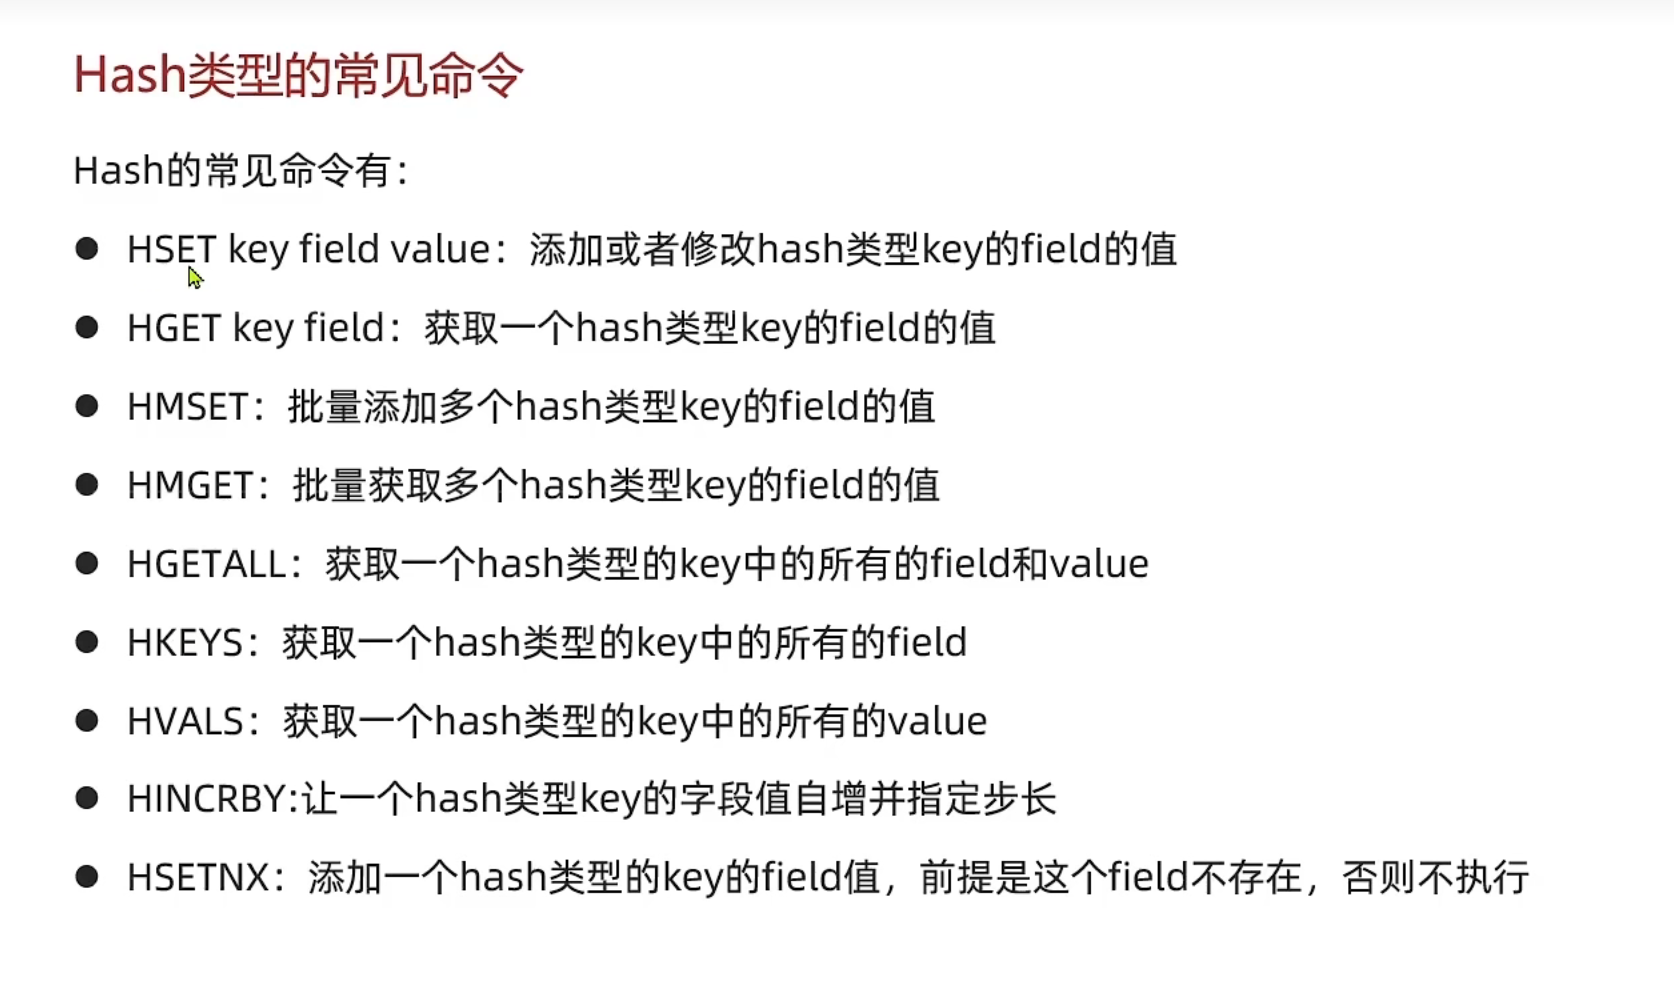 Hash类型的常见命令
Hash的常见命令有：
● HSET key field value：添加或者修改hash类型key的field的值
● HGET key field：获取一个hash类型key的field的值
● HMSET：批量添加多个hash类型key的field的值
● HMGET：批量获取多个hash类型key的field的值
● HGETALL：获取一个hash类型的key中的所有的field和value
● HKEYS：获取一个hash类型的key中的所有的field
● HVALS：获取一个hash类型的key中的所有的value
● HINCRBY:让一个hash类型key的字段值自增并指定步长
● HSETNX：添加一个hash类型的key的field值，前提是这个field不存在，否则不执行